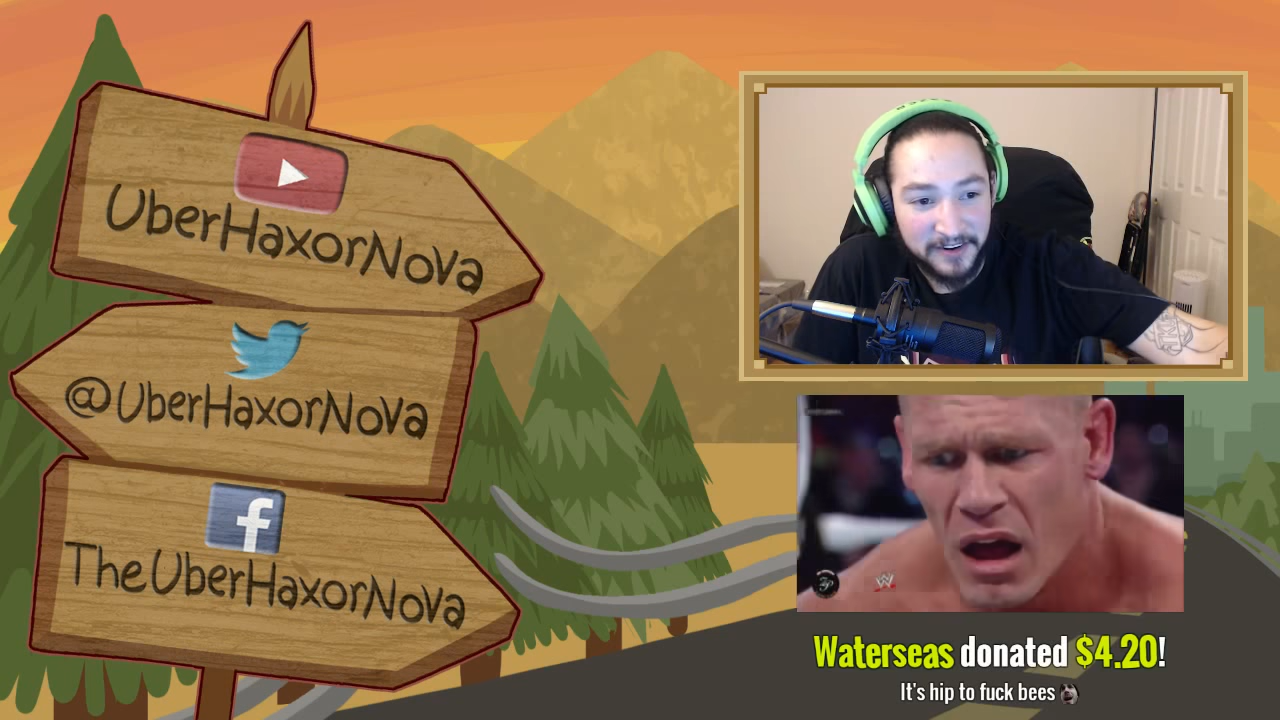 UberHaxorNova
@UberHaxorNova
f
TheUberHaxorNova
W
Waterseas donated $4.20!
It's hip to fuck bees